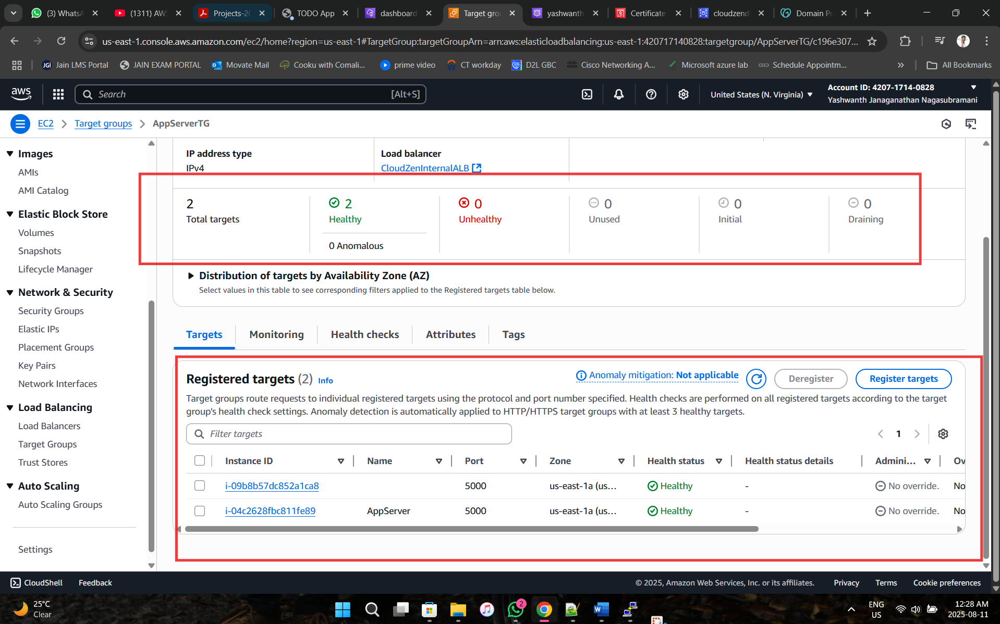 (3) WhatsA
(1311) AW
Projects-20
TODO App
dashboard
Target gro
yashwanth
Certificate
cloudzend
Domain Po
us-east-1.console.aws.amazon.com/ec2/home?region=us-east-1#TargetGroup:targetGroupArn=arn:aws:elasticloadbalancing:us-east-1:420717140828:targetgroup/AppServerTG/c196e307...
JGI Jain LMS Portal
JAIN EXAM PORTAL
Movate Mail
Cooku with Comali...
prime video
CT workday
D2L GBC
Cisco Networking A...
Microsoft azure lab
GD Schedule Appointm...
»
All Bookmarks
aws
Search
[Alt+S]
United States (N. Virginia)
Account ID: 4207-1714-0828
Yashwanth Janaganathan Nagasubramani
EC2 > Target groups > AppServerTG
Images
AMIs
AMI Catalog
Elastic Block Store
Volumes
Snapshots
Lifecycle Manager
Network & Security
Security Groups
Elastic IPs
Placement Groups
Key Pairs
Network Interfaces
Load Balancing
Load Balancers
Target Groups
Trust Stores
Auto Scaling
Auto Scaling Groups
Settings
IP address type
IPv4
Load balancer
CloudZenInternalALB
2
Total targets
2
Healthy
0 Anomalous
0
Unhealthy
0
Unused
0
Initial
0
Draining
Distribution of targets by Availability Zone (AZ)
Select values in this table to see corresponding filters applied to the Registered targets table below.
Targets
Monitoring
Health checks
Attributes
Tags
Registered targets (2) Info
Anomaly mitigation: Not applicable
Deregister
Register targets
Target groups route requests to individual registered targets using the protocol and port number specified. Health checks are performed on all registered targets according to the target
group's health check settings. Anomaly detection is automatically applied to HTTP/HTTPS target groups with at least 3 healthy targets.
Filter targets
1
Instance ID Name Port Zone Health status Health status details Admini... Ov
i-09b8b57dc852a1ca8 5000 us-east-1a (us... Healthy - No override. No
i-04c2628fbc811fe89 AppServer 5000 us-east-1a (us... Healthy - No override. No
CloudShell
Feedback
© 2025, Amazon Web Services, Inc. or its affiliates.
Privacy
Terms
Cookie preferences
25°C
Clear
2
ENG
US
12:28 AM
2025-08-11